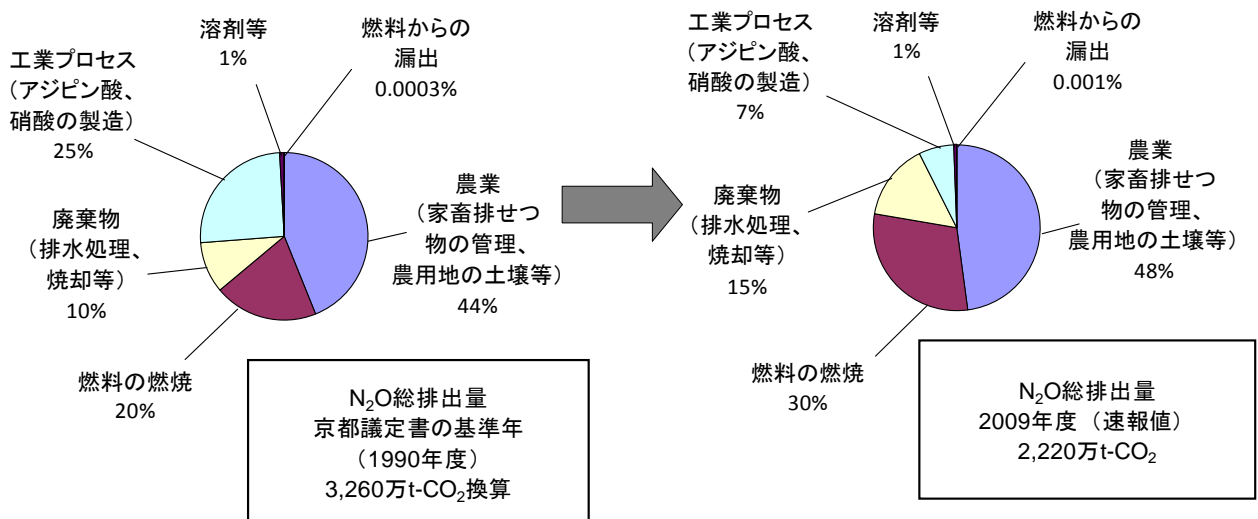 工業プロセス
（アジピン酸、
硝酸の製造）
25%
溶剤等
1%
燃料からの
漏出
0.0003%
農業
（家畜排せつ
物の管理、
農用地の土壌等）
44%
廃棄物
（排水処理、
焼却等）
10%
燃料の燃焼
20%
N₂O総排出量
京都議定書の基準年
（1990年度）
3,260万t-CO₂換算
工業プロセス
（アジピン酸、
硝酸の製造）
7%
溶剤等
1%
燃料からの
漏出
0.001%
農業
（家畜排せつ
物の管理、
農用地の土壌等）
48%
廃棄物
（排水処理、
焼却等）
15%
燃料の燃焼
30%
N₂O総排出量
2009年度（速報値）
2,220万t-CO₂